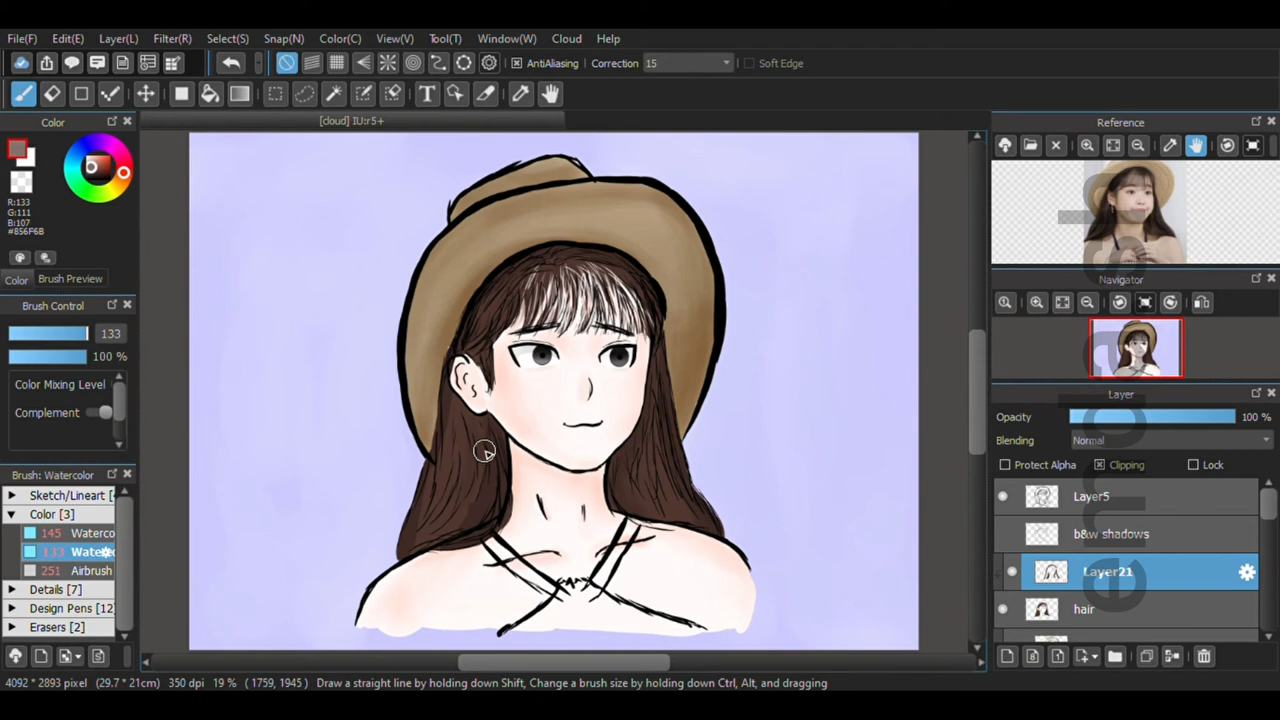 File(F) Edit(E) Layer(L) Filter(R) Select(S) Snap(N) Color(C) View(V) Tool(T) Window(W) Cloud Help
AntiAliasing Correction 15 Soft Edge
Color
[cloud] IU:r5+
Reference
R:133
G:111
B:107
#856F6B
Color Brush Preview
Navigator
Brush Control
133
100 %
Color Mixing Level
Complement
Layer
Opacity 100 %
Blending Normal
Protect Alpha Clipping Lock
Brush: Watercolor
Sketch/Lineart [
Color [3]
145 Waterco
133 Waterc
251 Airbrush
Details [7]
Design Pens [12]
Erasers [2]
Layer5
b&w shadows
Layer21
hair
4092 * 2893 pixel (29.7 * 21cm) 350 dpi 19 % ( 1759, 1945 ) Draw a straight line by holding down Shift, Change a brush size by holding down Ctrl, Alt, and dragging